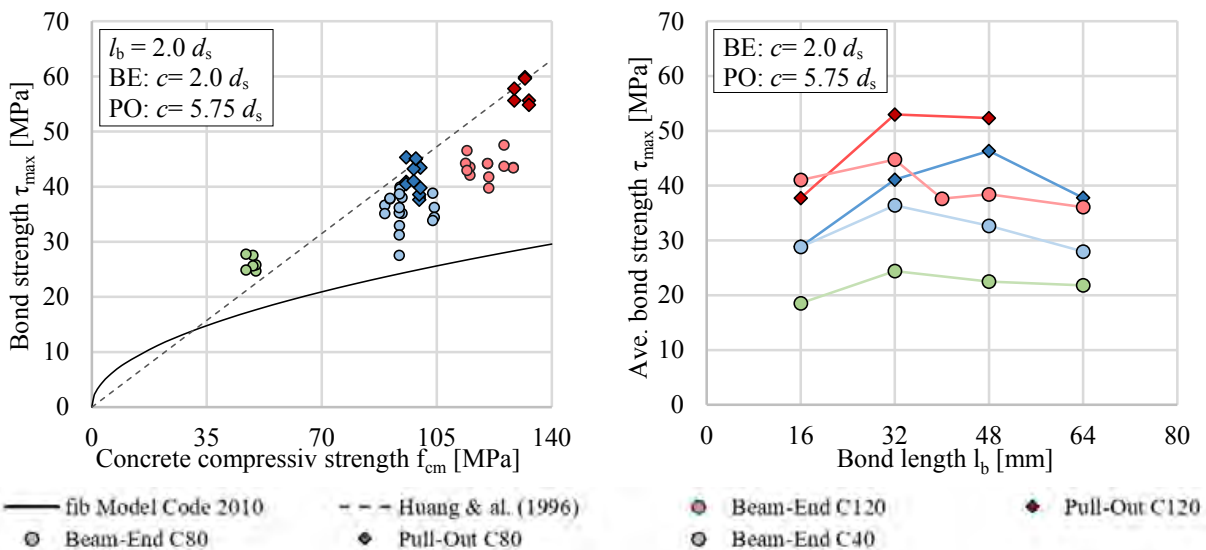 70
60
50
40
30
20
10
0
Bond strength τmax [MPa]
lb = 2.0 ds
BE: c= 2.0 ds
PO: c= 5.75 ds
0 35 70 105 140
Concrete compressiv strength fcm [MPa]
70
60
50
40
30
20
10
0
Ave. bond strength τmax [MPa]
BE: c= 2.0 ds
PO: c= 5.75 ds
0 16 32 48 64 80
Bond length lb [mm]
fib Model Code 2010 Huang & al. (1996) Beam-End C120 Pull-Out C120
Beam-End C80 Pull-Out C80 Beam-End C40